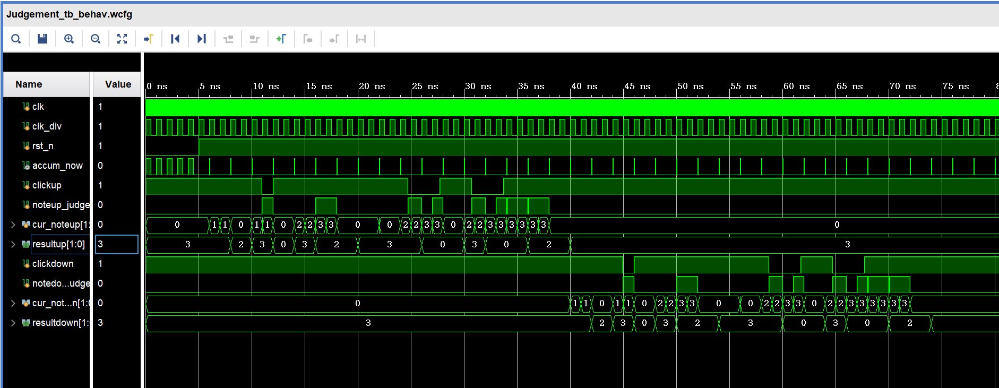 Judgement_tb_behav.wcfg
Name Value
0 ns 5 ns 10 ns 15 ns 20 ns 25 ns 30 ns 35 ns 40 ns 45 ns 50 ns 55 ns 60 ns 65 ns 70 ns 75 ns 8
clk 1
clk_div 1
rst_n 1
accum_now 0
clickup 1
noteup_judge 0
cur_noteup[1: 0 0 1 1 0 1 1 0 2 2 3 3 0 0 2 2 3 3 0 2 2 3 3 3 3 3 3 0
resultup[1:0] 3 3 2 3 0 3 2 3 0 3 0 2 3
clickdown 1
notedo...udge 0
cur_not...n[1:0 0 0 1 1 0 1 1 0 2 2 3 3 0 0 2 2 3 3 0 2 2 3 3 3 3 3 3
resultdown[1: 3 3 2 3 0 3 2 3 0 3 0 2